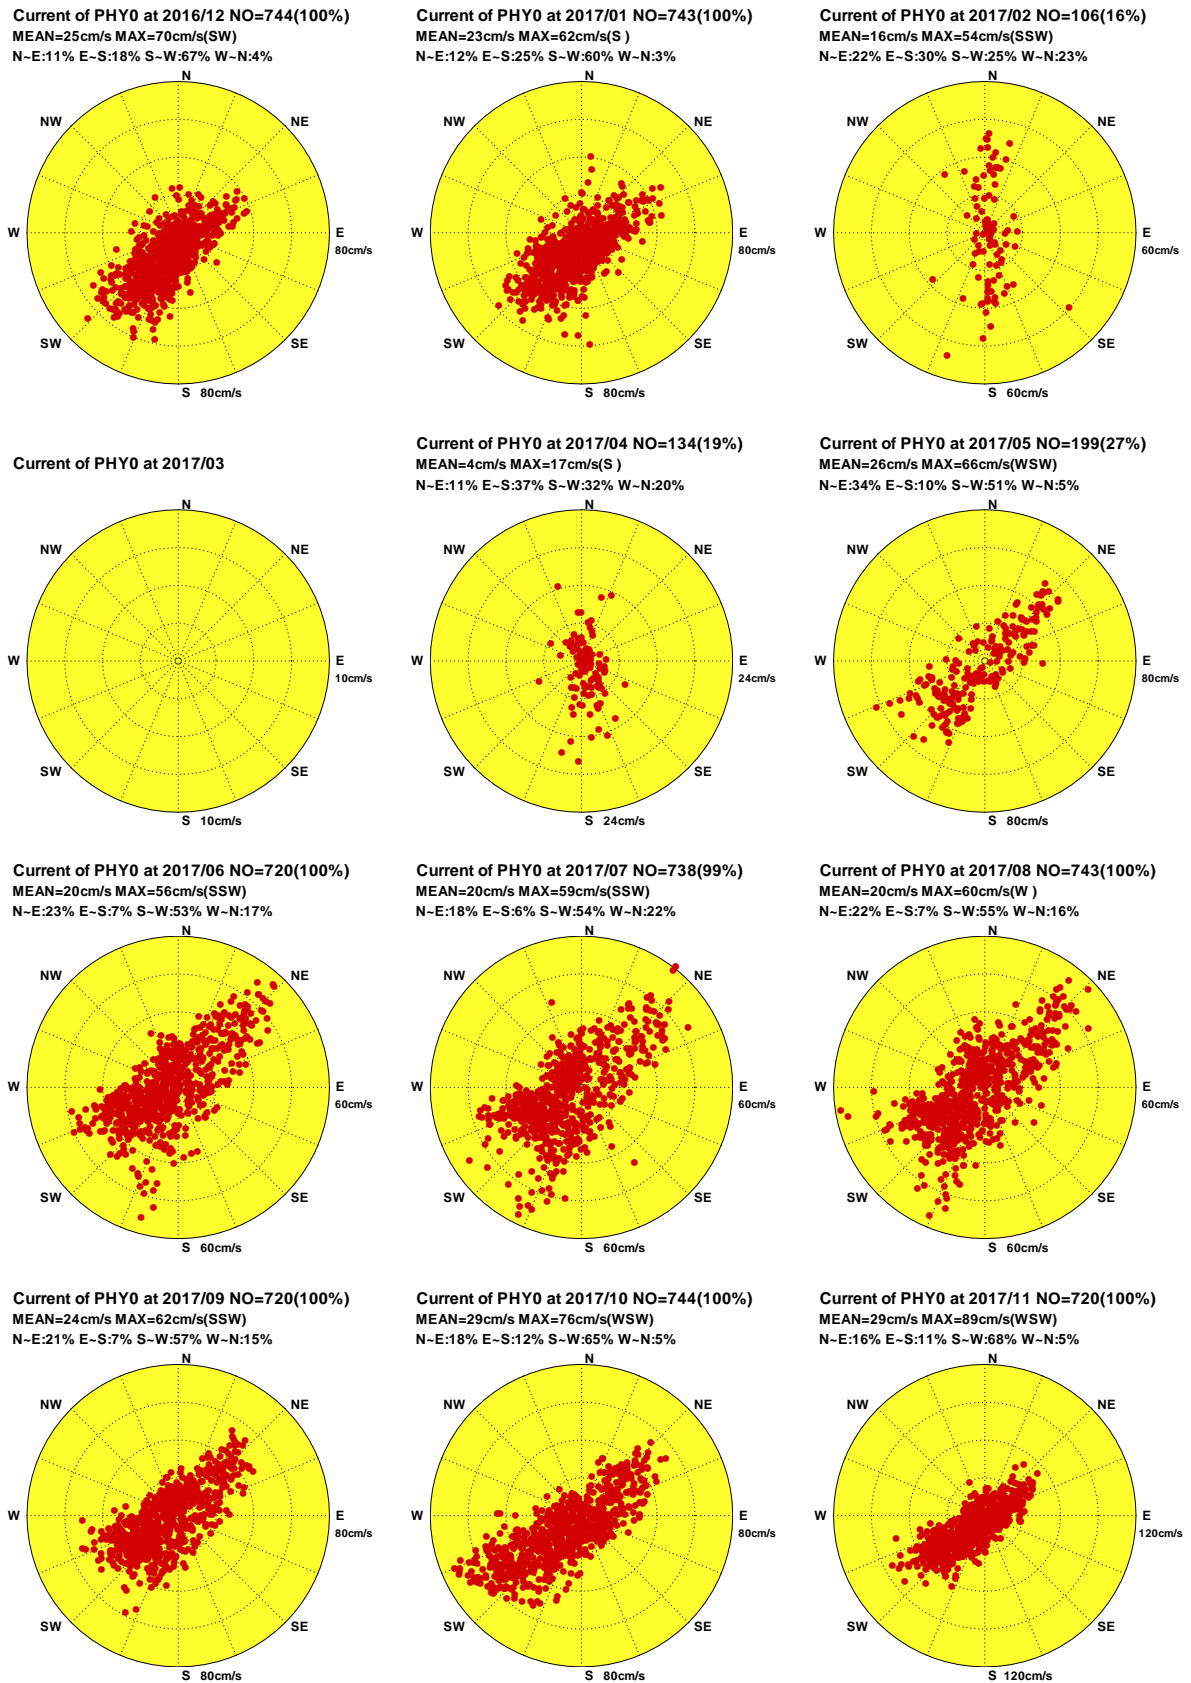 Current of PHY0 at 2016/12 NO=744(100%)
MEAN=25cm/s MAX=70cm/s(SW)
N~E:11% E~S:18% S~W:67% W~N:4%
N
NW
NE
W
E
80cm/s
SW
SE
S 80cm/s
Current of PHY0 at 2017/01 NO=743(100%)
MEAN=23cm/s MAX=62cm/s(S )
N~E:12% E~S:25% S~W:60% W~N:3%
N
NW
NE
W
E
80cm/s
SW
SE
S 80cm/s
Current of PHY0 at 2017/02 NO=106(16%)
MEAN=16cm/s MAX=54cm/s(SSW)
N~E:22% E~S:30% S~W:25% W~N:23%
N
NW
NE
W
E
60cm/s
SW
SE
S 60cm/s
Current of PHY0 at 2017/03
N
NW
NE
W
E
10cm/s
SW
SE
S 10cm/s
Current of PHY0 at 2017/04 NO=134(19%)
MEAN=4cm/s MAX=17cm/s(S )
N~E:11% E~S:37% S~W:32% W~N:20%
N
NW
NE
W
E
24cm/s
SW
SE
S 24cm/s
Current of PHY0 at 2017/05 NO=199(27%)
MEAN=26cm/s MAX=66cm/s(WSW)
N~E:34% E~S:10% S~W:51% W~N:5%
N
NW
NE
W
E
80cm/s
SW
SE
S 80cm/s
Current of PHY0 at 2017/06 NO=720(100%)
MEAN=20cm/s MAX=56cm/s(SSW)
N~E:23% E~S:7% S~W:53% W~N:17%
N
NW
NE
W
E
60cm/s
SW
SE
S 60cm/s
Current of PHY0 at 2017/07 NO=738(99%)
MEAN=20cm/s MAX=59cm/s(SSW)
N~E:18% E~S:6% S~W:54% W~N:22%
N
NW
NE
W
E
60cm/s
SW
SE
S 60cm/s
Current of PHY0 at 2017/08 NO=743(100%)
MEAN=20cm/s MAX=60cm/s(W )
N~E:22% E~S:7% S~W:55% W~N:16%
N
NW
NE
W
E
60cm/s
SW
SE
S 60cm/s
Current of PHY0 at 2017/09 NO=720(100%)
MEAN=24cm/s MAX=62cm/s(SSW)
N~E:21% E~S:7% S~W:57% W~N:15%
N
NW
NE
W
E
80cm/s
SW
SE
S 80cm/s
Current of PHY0 at 2017/10 NO=744(100%)
MEAN=29cm/s MAX=76cm/s(WSW)
N~E:18% E~S:12% S~W:65% W~N:5%
N
NW
NE
W
E
80cm/s
SW
SE
S 80cm/s
Current of PHY0 at 2017/11 NO=720(100%)
MEAN=29cm/s MAX=89cm/s(WSW)
N~E:16% E~S:11% S~W:68% W~N:5%
N
NW
NE
W
E
120cm/s
SW
SE
S 120cm/s